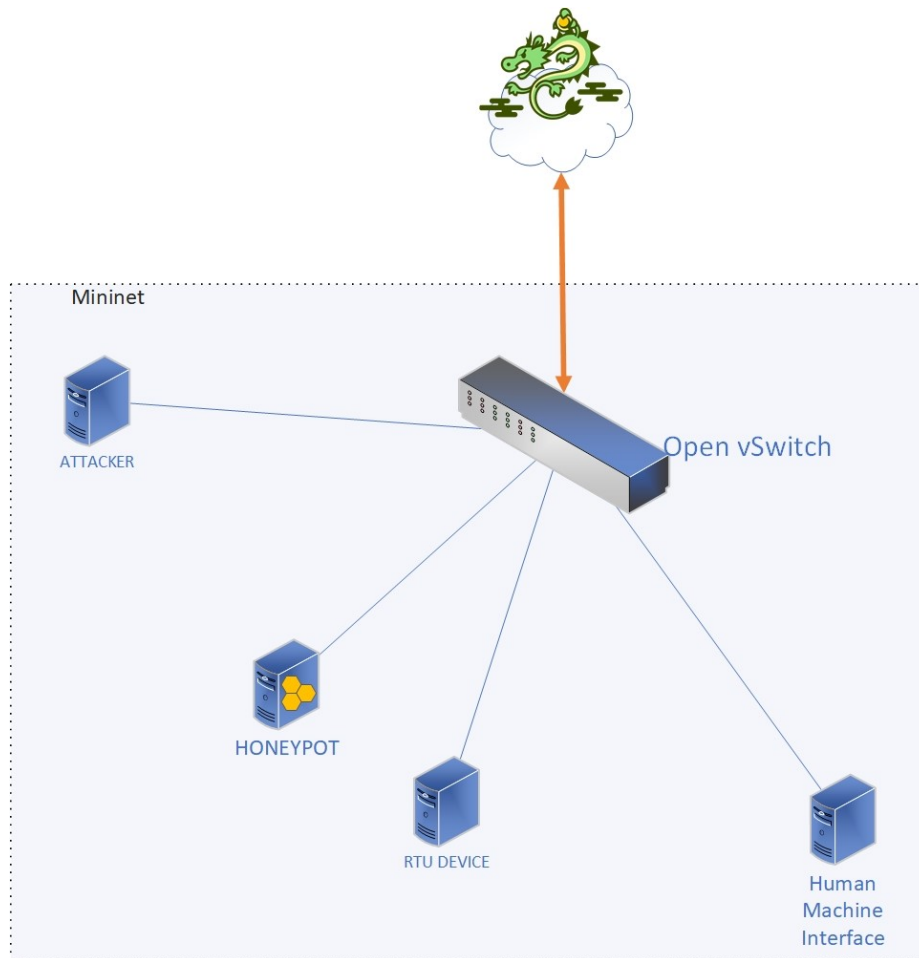 Mininet
ATTACKER
Open vSwitch
HONEYPOT
RTU DEVICE
Human
Machine
Interface